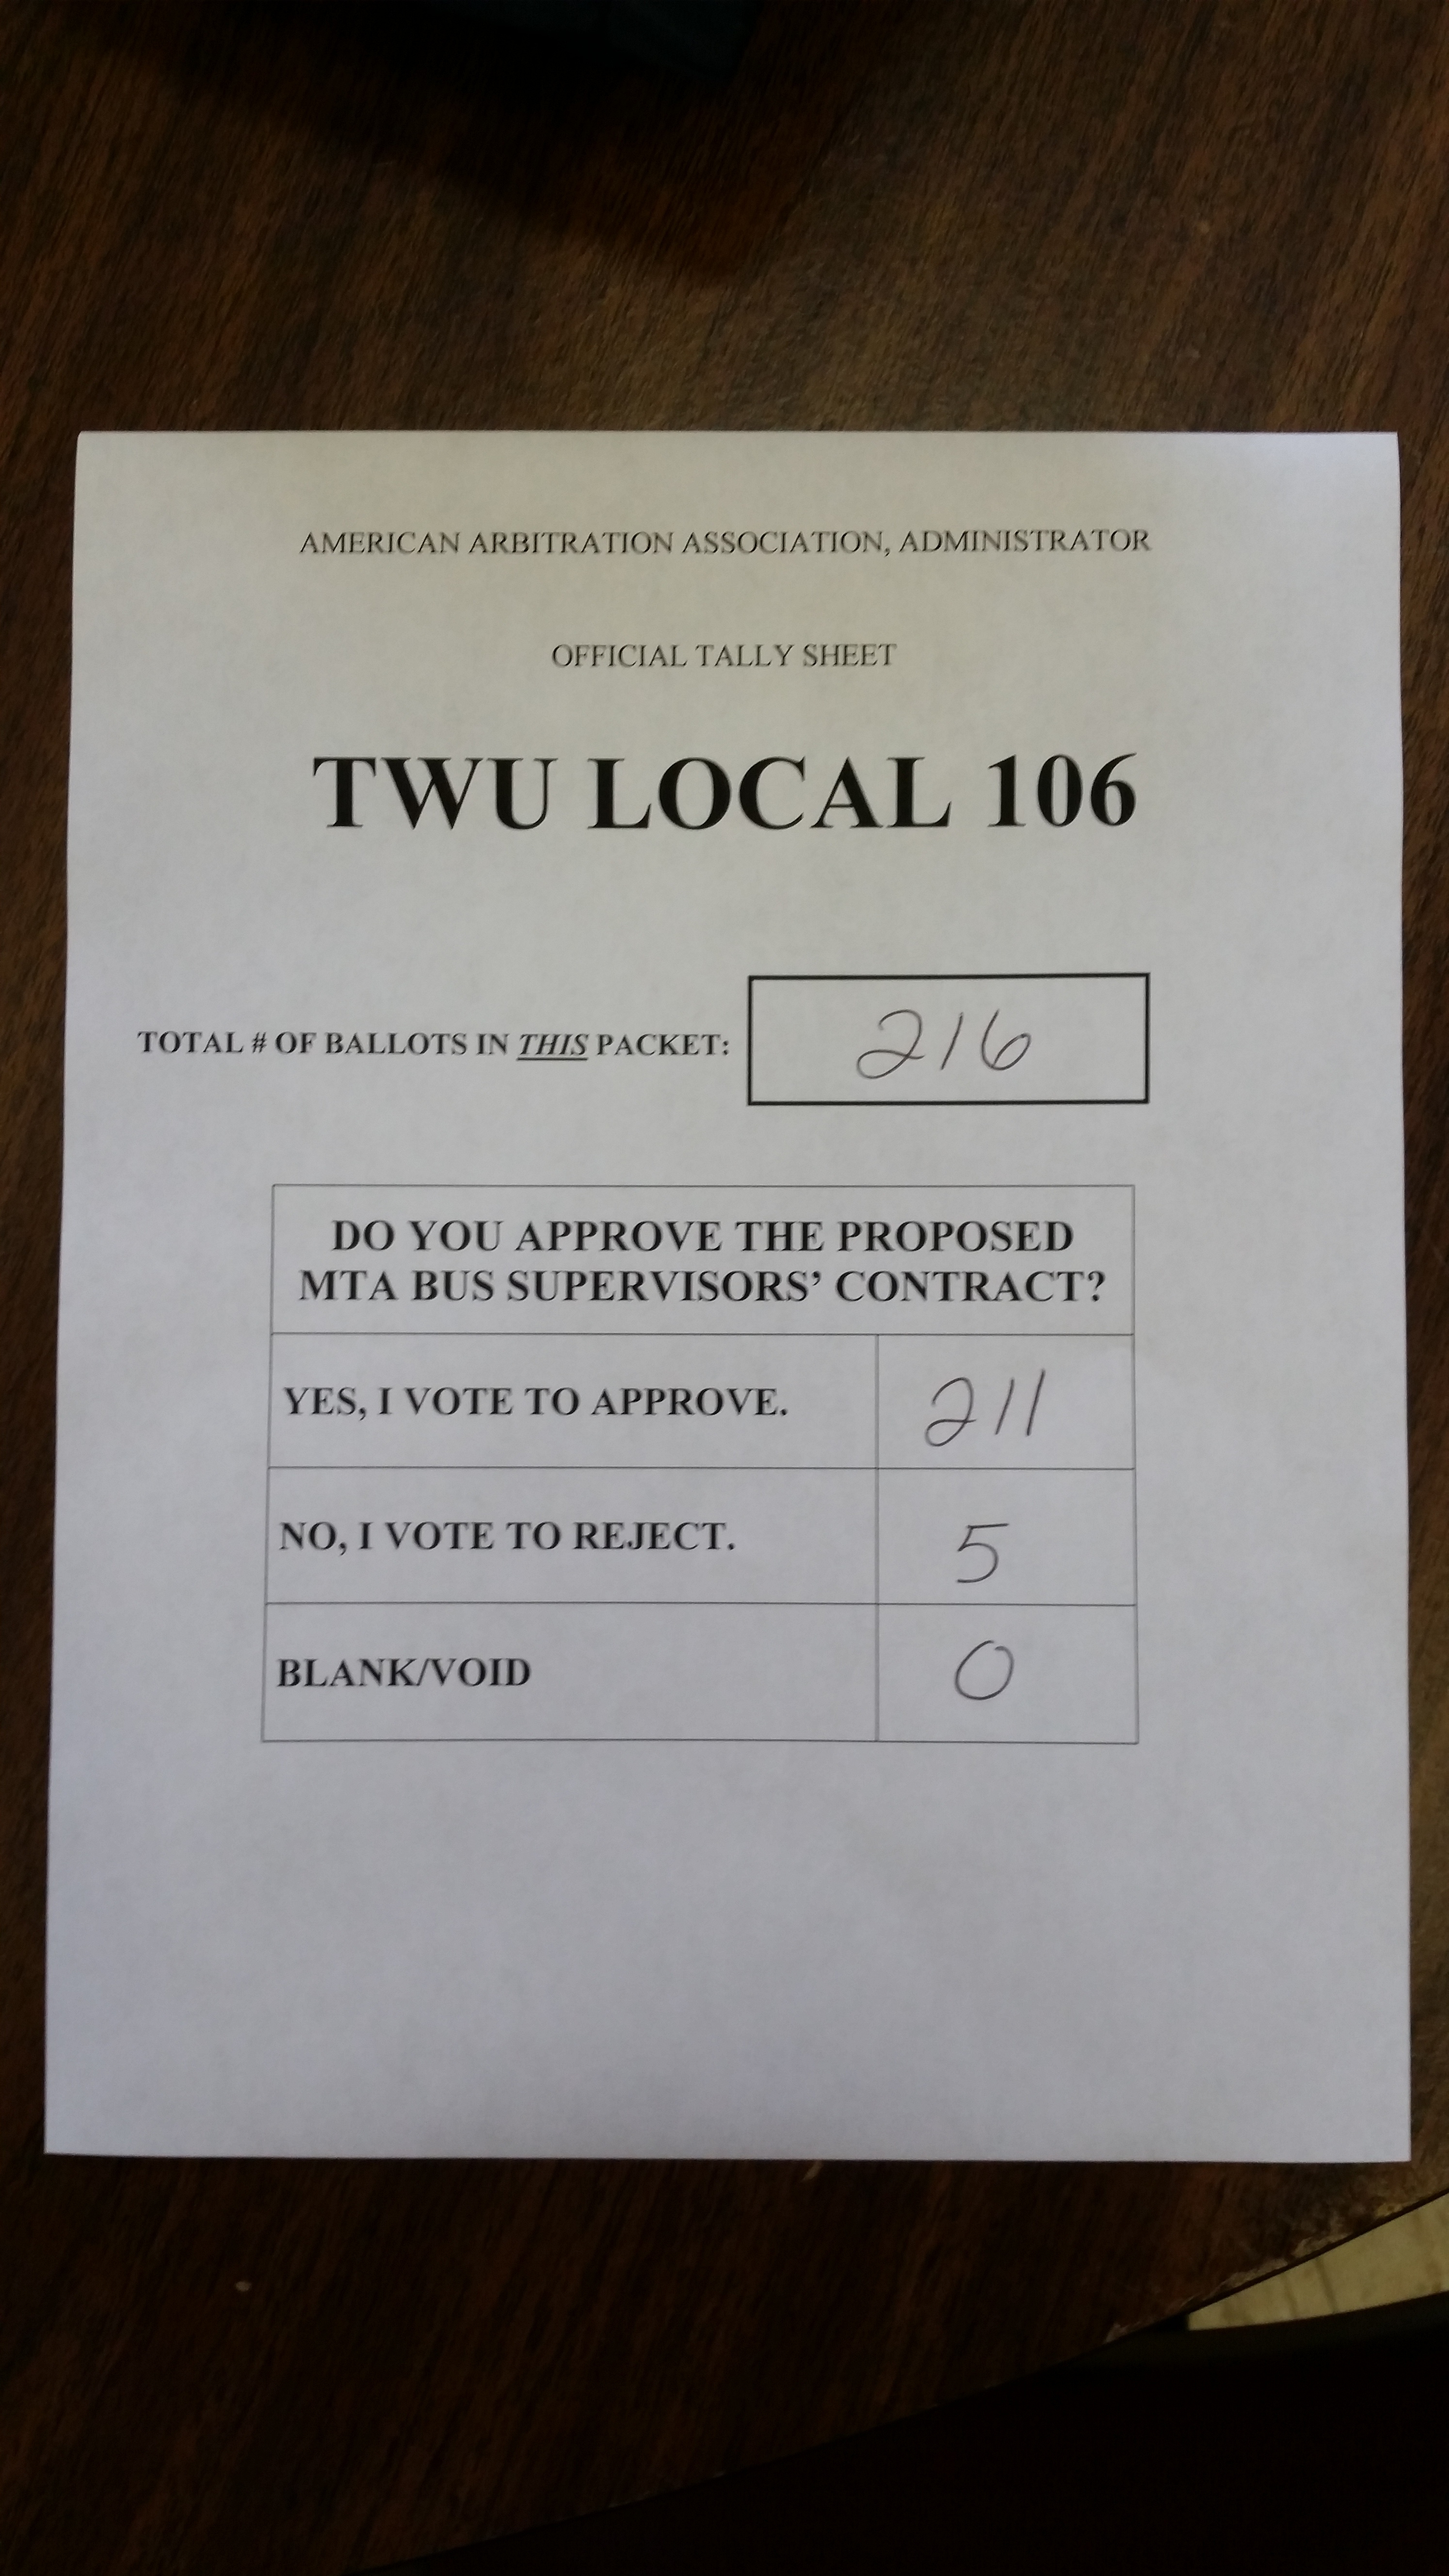 AMERICAN ARBITRATION ASSOCIATION, ADMINISTRATOR
OFFICIAL TALLY SHEET
TWU LOCAL 106
TOTAL # OF BALLOTS IN THIS PACKET: 216
DO YOU APPROVE THE PROPOSED
MTA BUS SUPERVISORS’ CONTRACT?
YES, I VOTE TO APPROVE. 211
NO, I VOTE TO REJECT. 5
BLANK/VOID 0